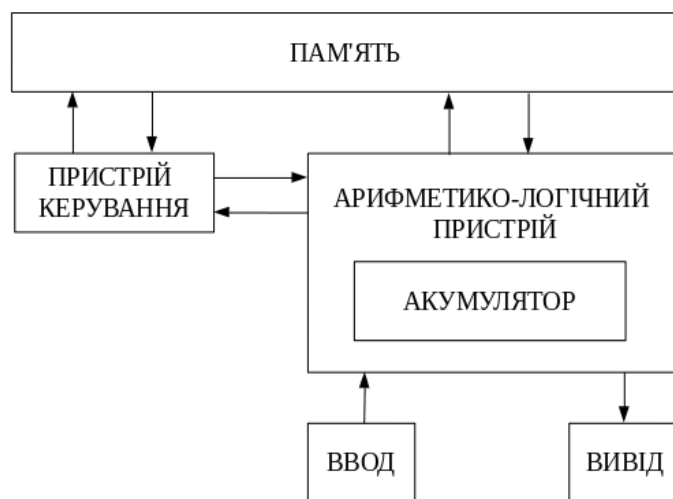 ПАМ'ЯТЬ
ПРИСТРІЙ
КЕРУВАННЯ
АРИФМЕТИКО-ЛОГІЧНИЙ
ПРИСТРІЙ
АКУМУЛЯТОР
ВВОД
ВИВІД